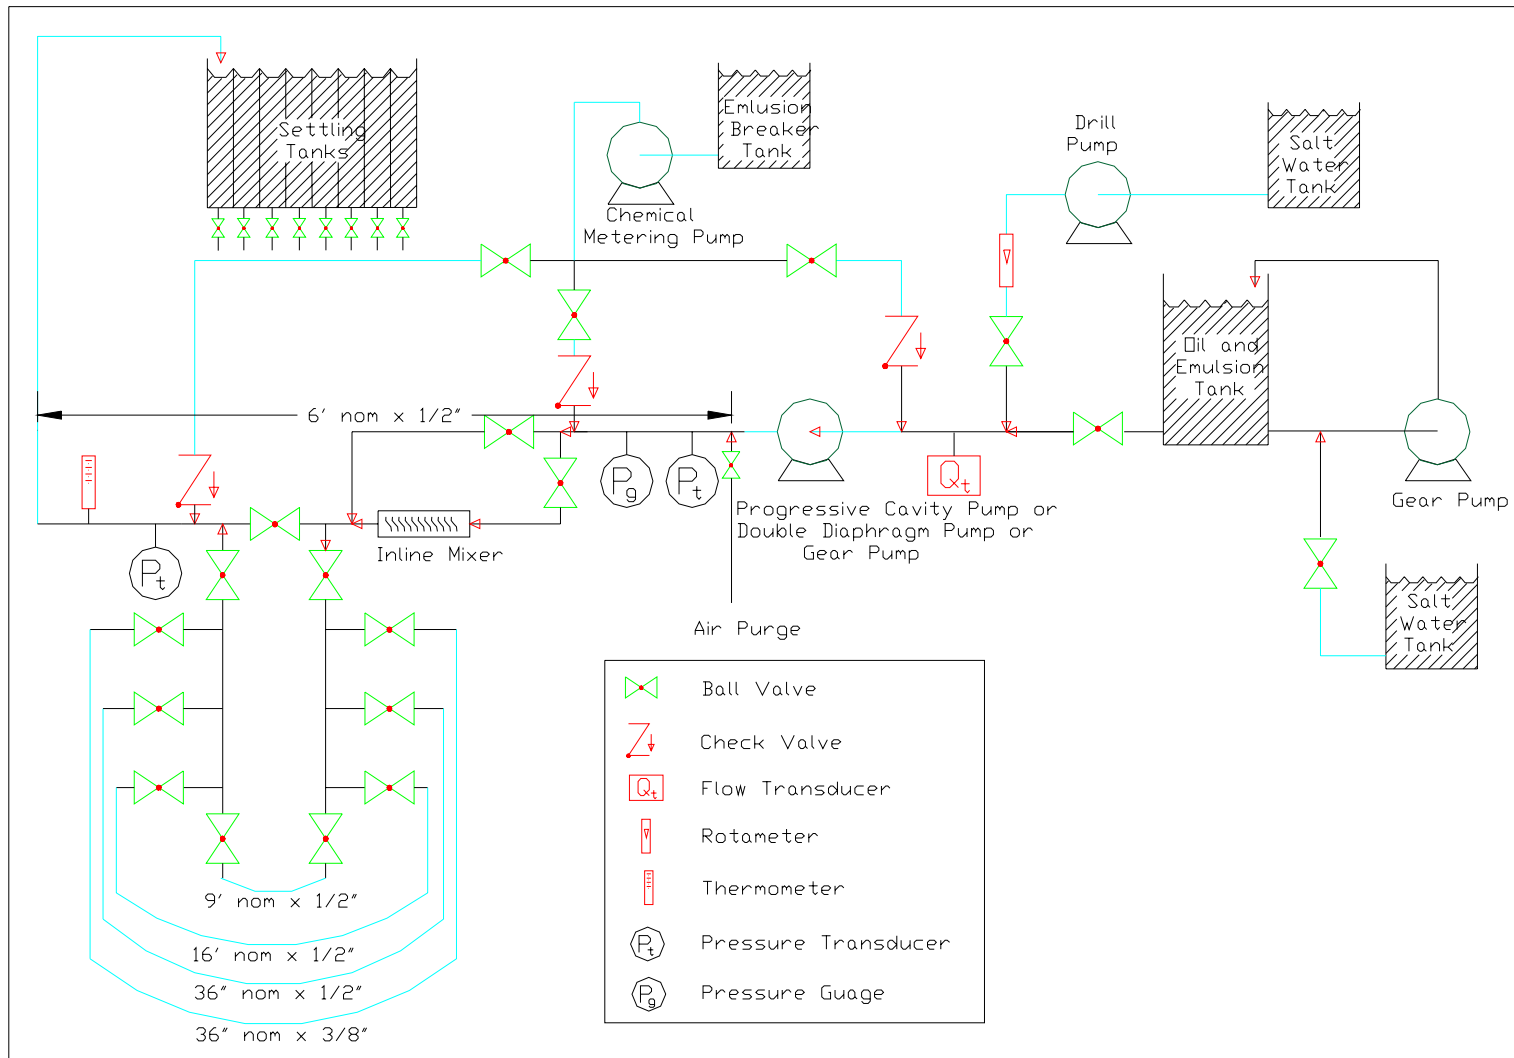 Settling
Tanks
Emlusion
Breaker
Tank
Chemical
Metering Pump
Drill
Pump
Salt
Water
Tank
Oil and
Emulsion
Tank
6' nom x 1/2"
Pg
Pt
Qt
Gear Pump
Progressive Cavity Pump or
Double Diaphragm Pump or
Gear Pump
Inline Mixer
Pt
Air Purge
Salt
Water
Tank
9' nom x 1/2"
16' nom x 1/2"
36" nom x 1/2"
36" nom x 3/8"
Ball Valve
Check Valve
Qt Flow Transducer
Rotameter
Thermometer
Pt Pressure Transducer
Pg Pressure Guage